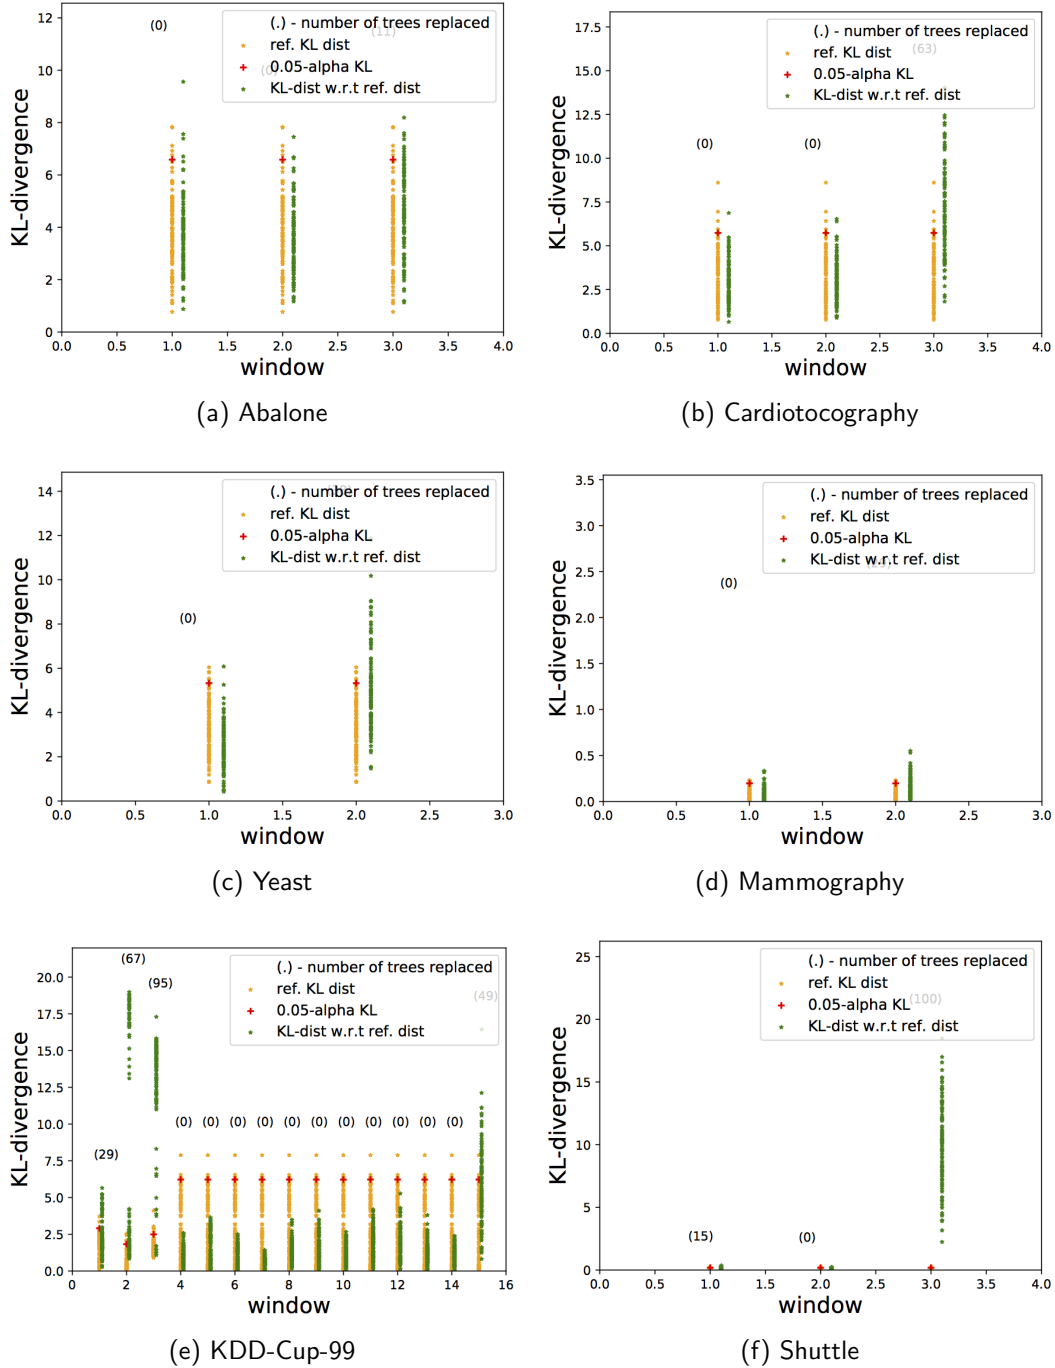 (.) - number of trees replaced
ref. KL dist
0.05-alpha KL
KL-dist w.r.t ref. dist
(0)
(0)
(11)
12
10
8
6
4
2
0
0.0 0.5 1.0 1.5 2.0 2.5 3.0 3.5 4.0
KL-divergence
window
(a) Abalone
(.) - number of trees replaced
ref. KL dist
0.05-alpha KL
KL-dist w.r.t ref. dist
(0)
(0)
(63)
17.5
15.0
12.5
10.0
7.5
5.0
2.5
0.0
0.0 0.5 1.0 1.5 2.0 2.5 3.0 3.5 4.0
KL-divergence
window
(b) Cardiotocography
(.) - number of trees replaced
ref. KL dist
0.05-alpha KL
KL-dist w.r.t ref. dist
(0)
14
12
10
8
6
4
2
0
0.0 0.5 1.0 1.5 2.0 2.5 3.0
KL-divergence
window
(c) Yeast
(.) - number of trees replaced
ref. KL dist
0.05-alpha KL
KL-dist w.r.t ref. dist
(0)
3.5
3.0
2.5
2.0
1.5
1.0
0.5
0.0
0.0 0.5 1.0 1.5 2.0 2.5 3.0
KL-divergence
window
(d) Mammography
(.) - number of trees replaced
ref. KL dist
0.05-alpha KL
KL-dist w.r.t ref. dist
(29)
(67)
(95)
(0) (0) (0) (0) (0) (0) (0) (0) (0) (0) (0)
(49)
20.0
17.5
15.0
12.5
10.0
7.5
5.0
2.5
0.0
0 2 4 6 8 10 12 14 16
KL-divergence
window
(e) KDD-Cup-99
(.) - number of trees replaced
ref. KL dist
0.05-alpha KL
KL-dist w.r.t ref. dist
(15)
(0)
(100)
25
20
15
10
5
0
0.0 0.5 1.0 1.5 2.0 2.5 3.0 3.5 4.0
KL-divergence
window
(f) Shuttle